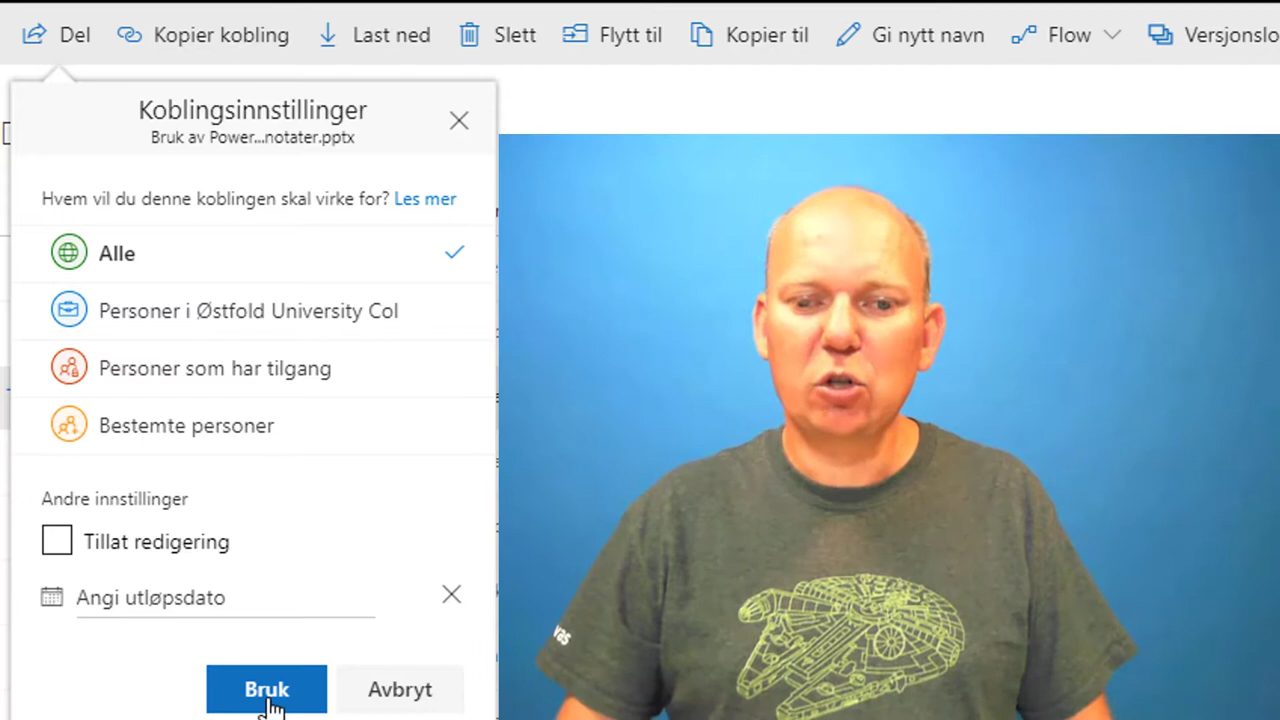 Del Kopier kobling Last ned Slett Flytt til Kopier til Gi nytt navn Flow Versjonslo
Koblingsinnstillinger
Bruk av Power...notater.pptx
Hvem vil du denne koblingen skal virke for? Les mer
Alle
Personer i Østfold University Col
Personer som har tilgang
Bestemte personer
Andre innstillinger
Tillat redigering
Angi utløpsdato
Bruk Avbryt
vas